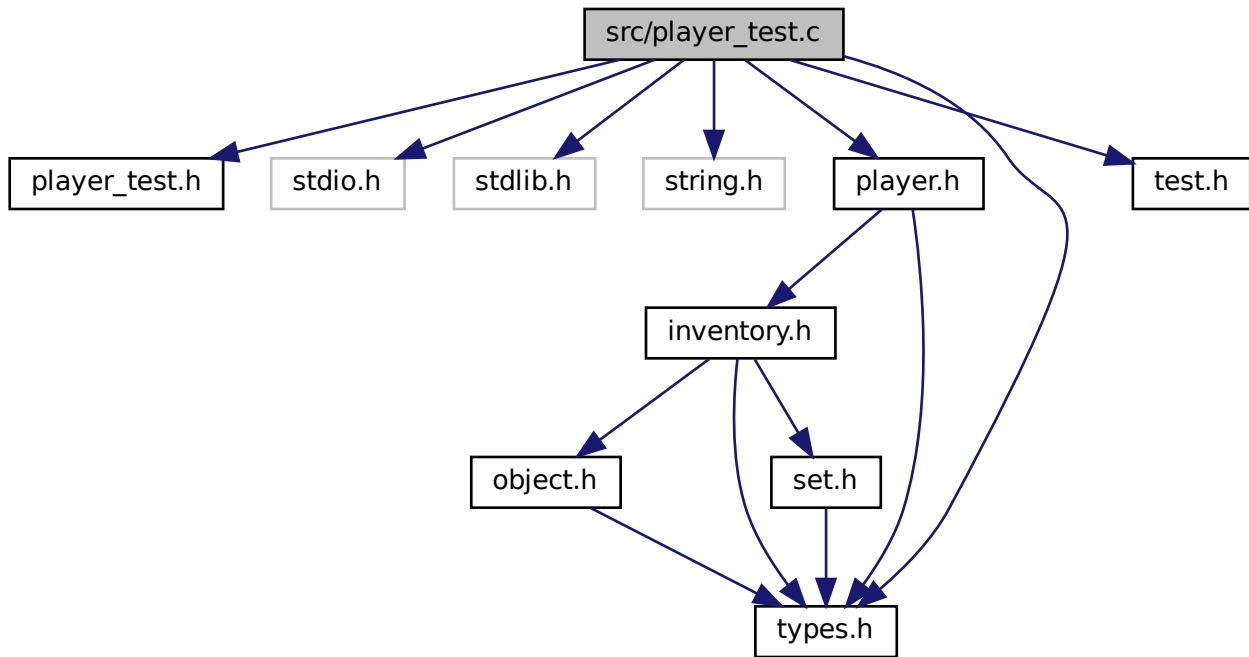 src/player_test.c
player_test.h
stdio.h
stdlib.h
string.h
player.h
test.h
inventory.h
object.h
set.h
types.h